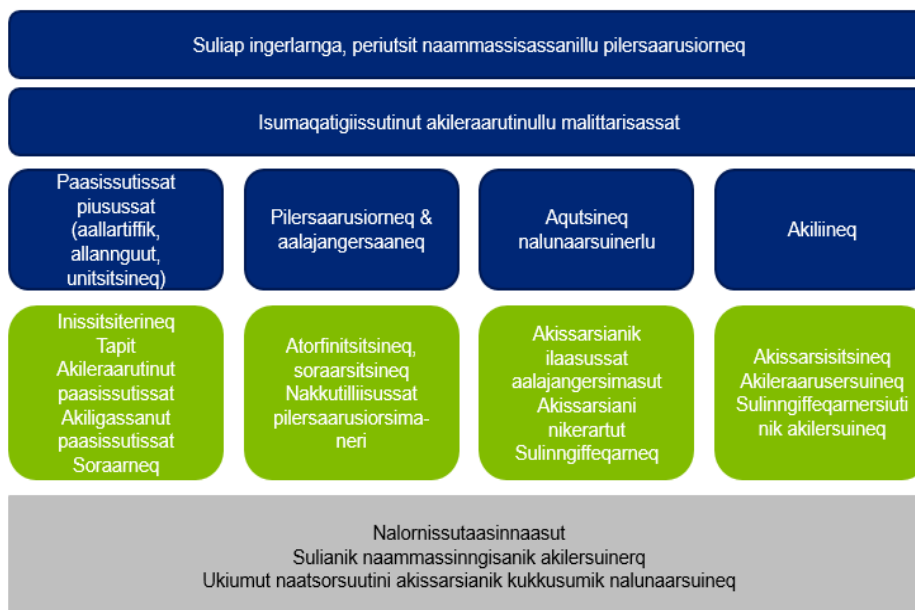 Suliap ingerlarnga, periutsit naammassisassanillu pilersaarusiorneq
Isumaqatigiissutinut akileraarutinullu malittarisassat
Paasissutissat
piusussat
(aallartiffik,
allannguut,
unitsitsineq)
Pilersaarusiorneq &
aalajangersaaneq
Aqutsineq
nalunaarsuinerlu
Akiliineq
Inissitsiterineq
Tapit
Akileraarutinut
paasissutissat
Akiligassanut
paasissutissat
Soraarneq
Atorfinitsitsineq,
soraarsitsineq
Nakkutilliisussat
pilersaarusiorsima-
neri
Akissarsianik
ilaasussat
aalajangersimasut
Akissarsiani
nikerartut
Sulinngiffeqarneq
Akissarsisitsineq
Akileraarusersuineq
Sulinngiffeqarnersiuti
nik akilersuineq
Nalornissutaasinnaasut
Sulianik naammassinngisanik akilersuinerq
Ukiumut naatsorsuutini akissarsianik kukkusumik nalunaarsuineq